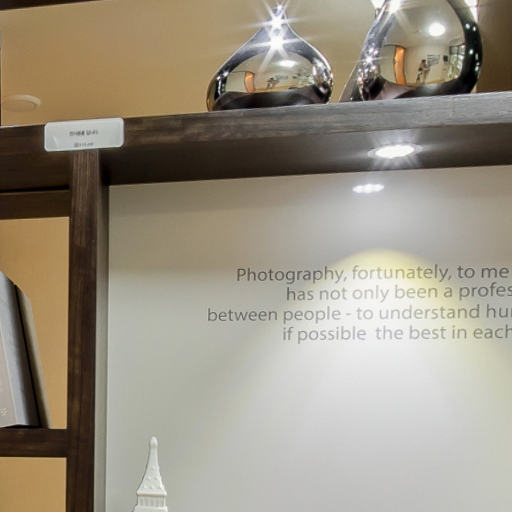 Photography, fortunately, to me
has not only been a profes
between people - to understand hu
if possible the best in each